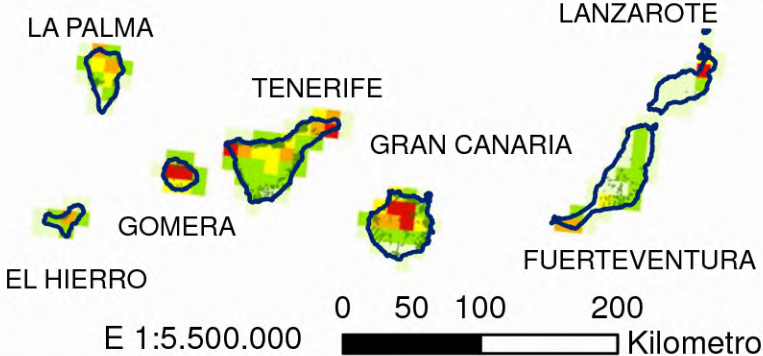 LANZAROTE
LA PALMA
TENERIFE
GRAN CANARIA
GOMERA
FUERTEVENTURA
EL HIERRO
0 50 100 200
E 1:5.500.000 Kilometro